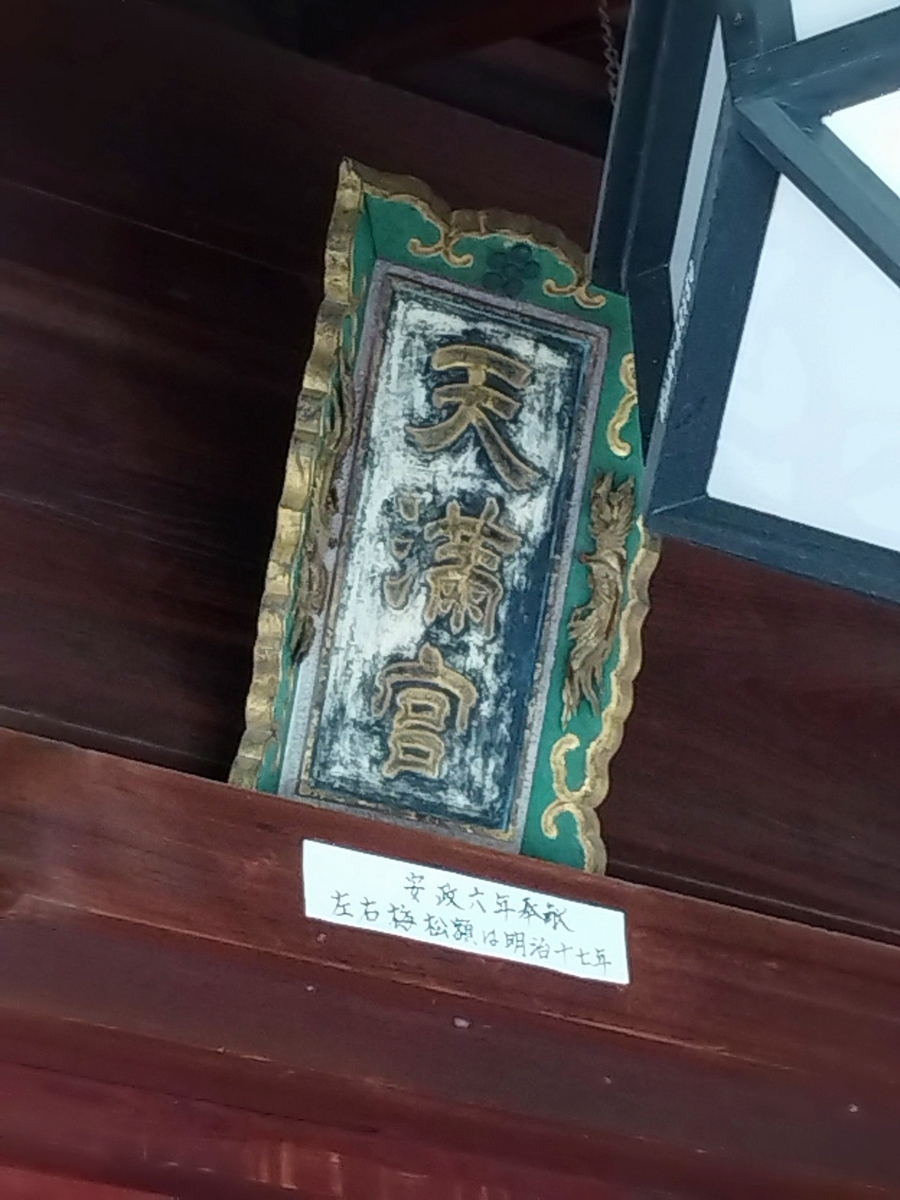 天満宮
安政六年奉献
左右梅松額は明治十七年